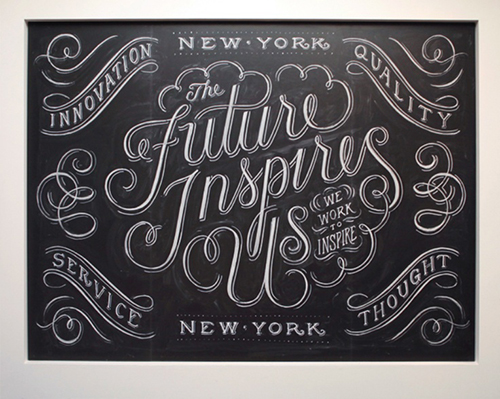 NEW · YORK
INNOVATION
QUALITY
The
Future
Inspires
Us
WE
WORK
TO
INSPIRE
SERVICE
THOUGHT
NEW · YORK